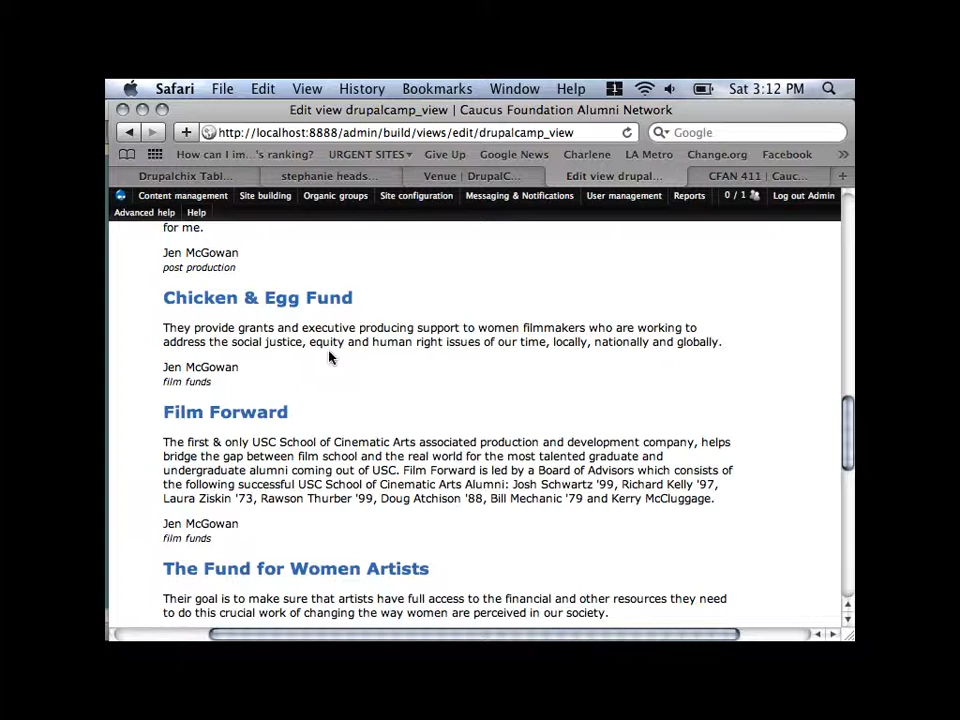 Safari File Edit View History Bookmarks Window Help Sat 3:12 PM
Edit view drupalcamp_view | Caucus Foundation Alumni Network
http://localhost:8888/admin/build/views/edit/drupalcamp_view Google
How can I im...'s ranking? URGENT SITES Give Up Google News Charlene LA Metro Change.org Facebook
Drupalchix Tabl... stephanie heads... Venue | DrupalC... Edit view drupal... CFAN 411 | Cauc...
Content management Site building Organic groups Site configuration Messaging & Notifications User management Reports 0 / 1 Log out Admin
Advanced help Help
for me.
Jen McGowan
post production
Chicken & Egg Fund
They provide grants and executive producing support to women filmmakers who are working to
address the social justice, equity and human right issues of our time, locally, nationally and globally.
Jen McGowan
film funds
Film Forward
The first & only USC School of Cinematic Arts associated production and development company, helps
bridge the gap between film school and the real world for the most talented graduate and
undergraduate alumni coming out of USC. Film Forward is led by a Board of Advisors which consists of
the following successful USC School of Cinematic Arts Alumni: Josh Schwartz '99, Richard Kelly '97,
Laura Ziskin '73, Rawson Thurber '99, Doug Atchison '88, Bill Mechanic '79 and Kerry McCluggage.
Jen McGowan
film funds
The Fund for Women Artists
Their goal is to make sure that artists have full access to the financial and other resources they need
to do this crucial work of changing the way women are perceived in our society.